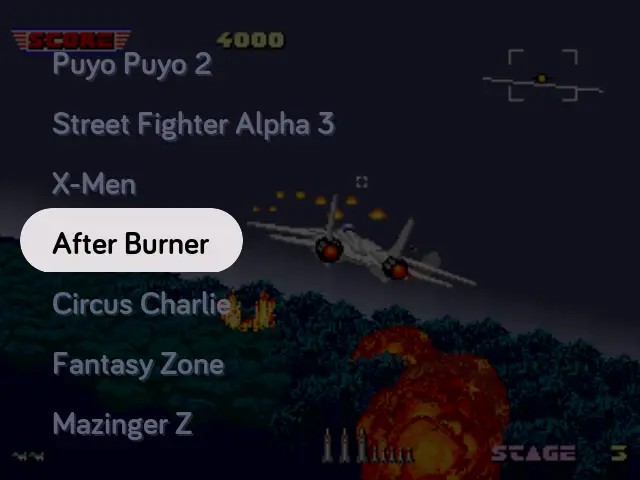 SCORE 4000
Puyo Puyo 2
Street Fighter Alpha 3
X-Men
After Burner
Circus Charlie
Fantasy Zone
Mazinger Z
STAGE 3